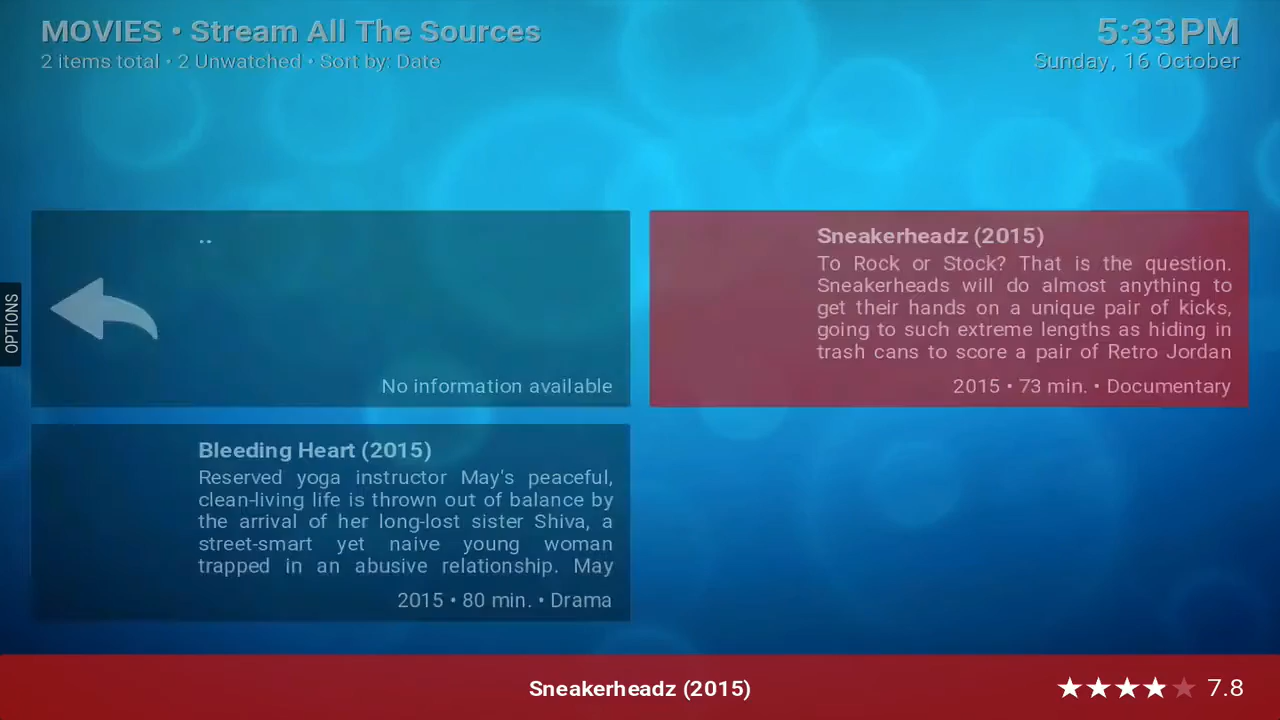 MOVIES • Stream All The Sources
2 items total • 2 Unwatched • Sort by: Date
5:33PM
Sunday, 16 October
OPTIONS
..
No information available
Sneakerheadz (2015)
To Rock or Stock? That is the question.
Sneakerheads will do almost anything to
get their hands on a unique pair of kicks,
going to such extreme lengths as hiding in
trash cans to score a pair of Retro Jordan
2015 • 73 min. • Documentary
Bleeding Heart (2015)
Reserved yoga instructor May's peaceful,
clean-living life is thrown out of balance by
the arrival of her long-lost sister Shiva, a
street-smart yet naive young woman
trapped in an abusive relationship. May
2015 • 80 min. • Drama
Sneakerheadz (2015)
7.8